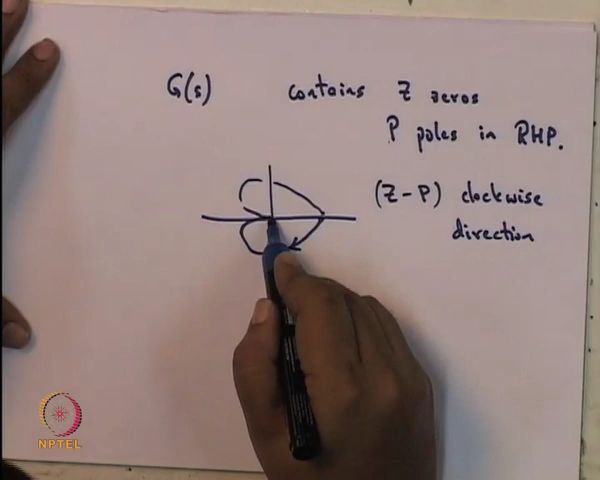 G(s) contains Z zeros
P poles in RHP.
(Z-P) clockwise
direction
NPTEL